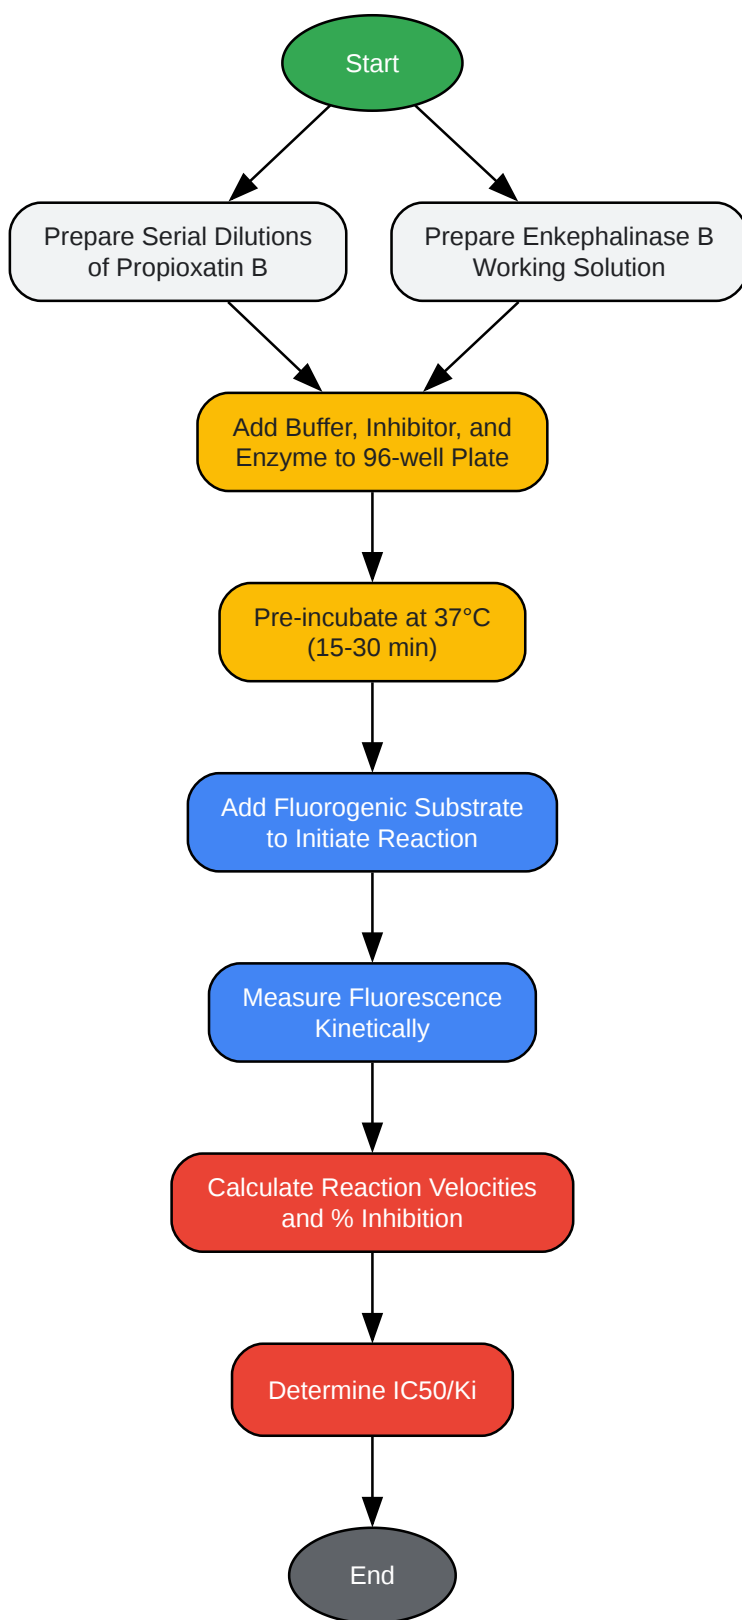 Start
Prepare Serial Dilutions
of Propioxatin B
Prepare Enkephalinase B
Working Solution
Add Buffer, Inhibitor, and
Enzyme to 96-well Plate
Pre-incubate at 37°C
(15-30 min)
Add Fluorogenic Substrate
to Initiate Reaction
Measure Fluorescence
Kinetically
Calculate Reaction Velocities
and % Inhibition
Determine IC50/Ki
End